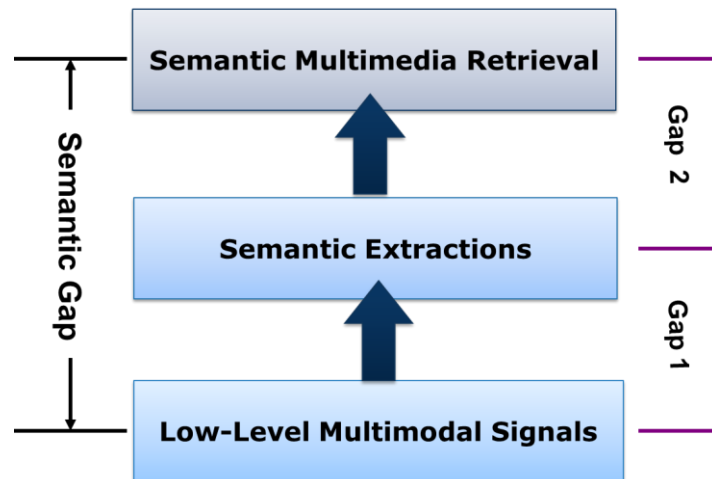 Semantic Multimedia Retrieval
Semantic Gap
Gap 2
Semantic Extractions
Gap 1
Low-Level Multimodal Signals